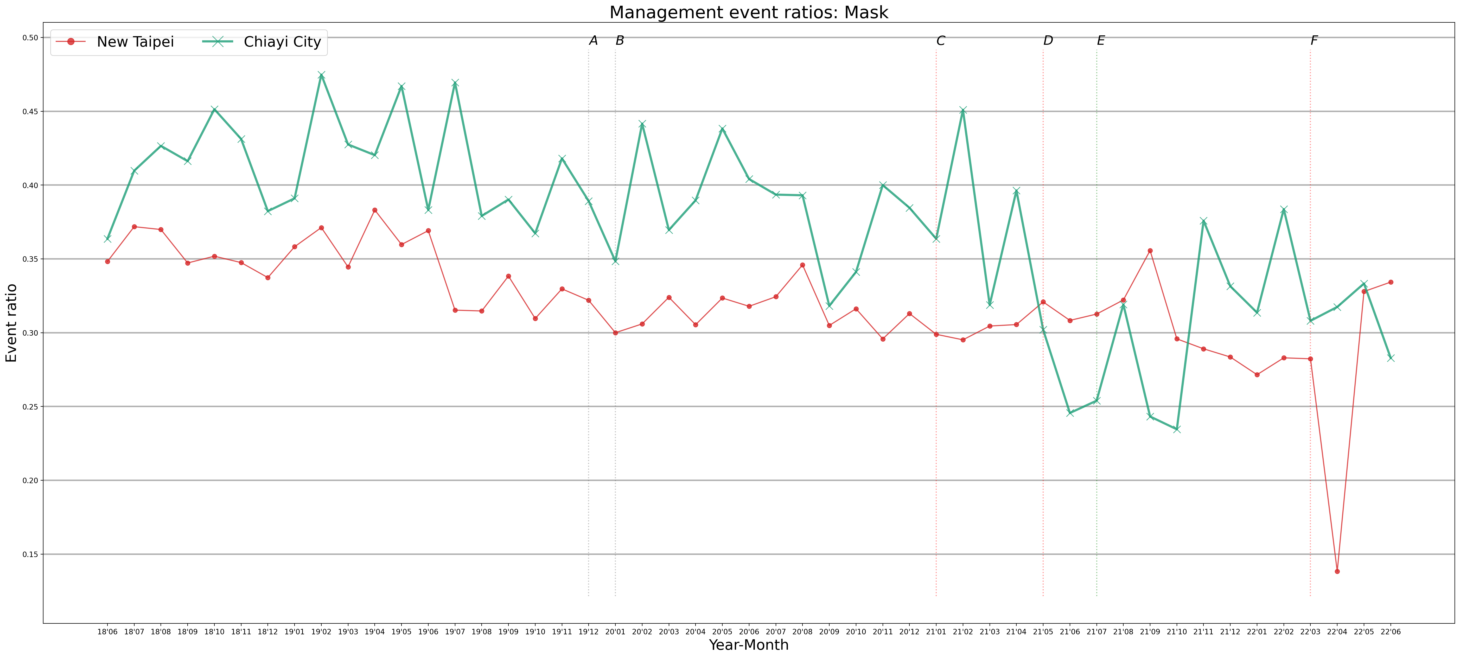 Management event ratios: Mask
New Taipei
Chiayi City
A
B
C
D
E
F
0.50
0.45
0.40
0.35
0.30
0.25
0.20
0.15
Event ratio
18'06 18'07 18'08 18'09 18'10 18'11 18'12 19'01 19'02 19'03 19'04 19'05 19'06 19'07 19'08 19'09 19'10 19'11 19'12 20'01 20'02 20'03 20'04 20'05 20'06 20'07 20'08 20'09 20'10 20'11 20'12 21'01 21'02 21'03 21'04 21'05 21'06 21'07 21'08 21'09 21'10 21'11 21'12 22'01 22'02 22'03 22'04 22'05 22'06
Year-Month